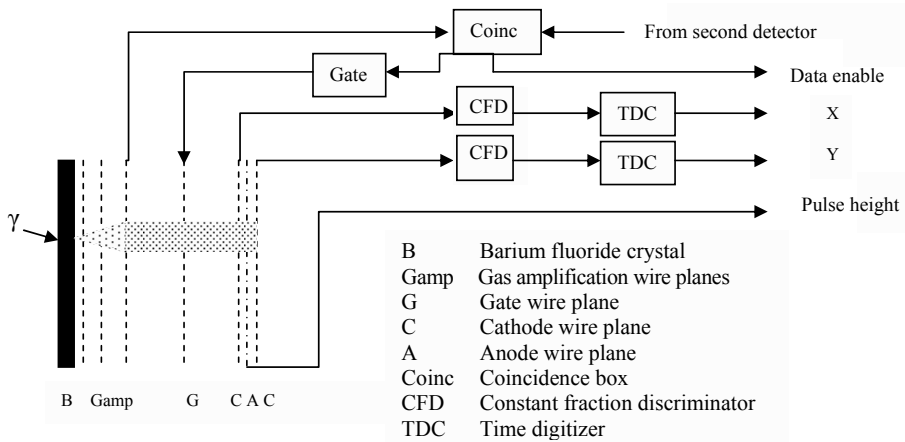 Coinc
From second detector
Gate
Data enable
CFD
TDC
X
CFD
TDC
Y
Pulse height
γ
B Barium fluoride crystal
Gamp Gas amplification wire planes
G Gate wire plane
C Cathode wire plane
A Anode wire plane
Coinc Coincidence box
CFD Constant fraction discriminator
TDC Time digitizer
B Gamp G C A C